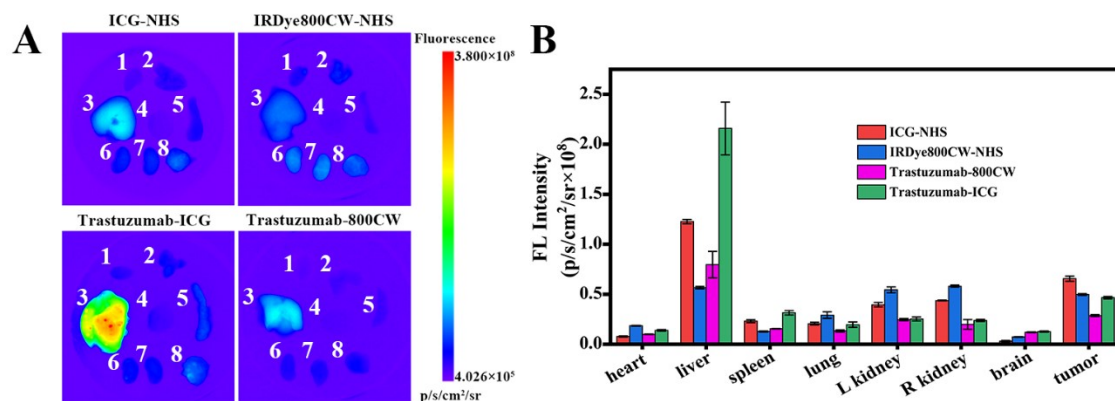 A
ICG-NHS
IRDye800CW-NHS
1 2
3 4 5
6 7 8
1 2
3 4 5
6 7 8
Trastuzumab-ICG
Trastuzumab-800CW
1 2
3 4 5
6 7 8
1 2
3 4 5
6 7 8
Fluorescence
3.800×10⁸
4.026×10⁵
p/s/cm²/sr
B
FL Intensity
(p/s/cm²/sr×10⁸)
2.5
2.0
1.5
1.0
0.5
0.0
ICG-NHS
IRDye800CW-NHS
Trastuzumab-800CW
Trastuzumab-ICG
heart
liver
spleen
lung
L kidney
R kidney
brain
tumor